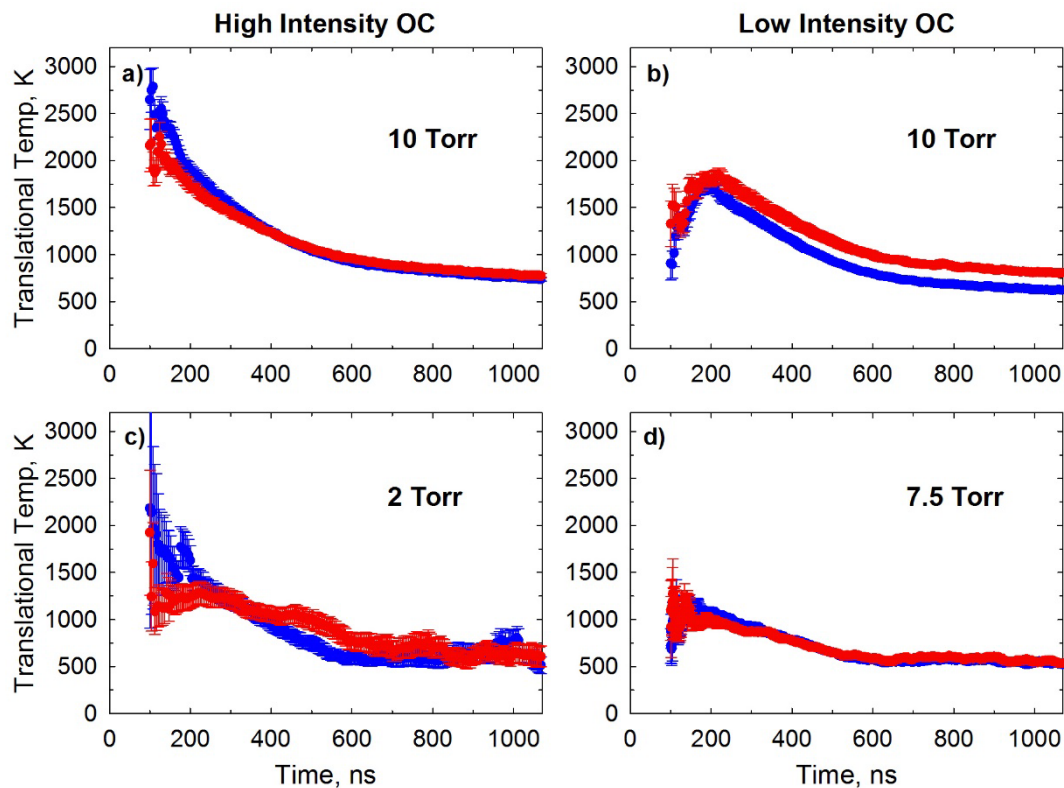 High Intensity OC
Low Intensity OC
Translational Temp, K
3000
2500
2000
1500
1000
500
0
a)
10 Torr
0 200 400 600 800 1000
3000
2500
2000
1500
1000
500
0
b)
10 Torr
0 200 400 600 800 1000
Translational Temp, K
3000
2500
2000
1500
1000
500
0
c)
2 Torr
0 200 400 600 800 1000
Time, ns
3000
2500
2000
1500
1000
500
0
d)
7.5 Torr
0 200 400 600 800 1000
Time, ns